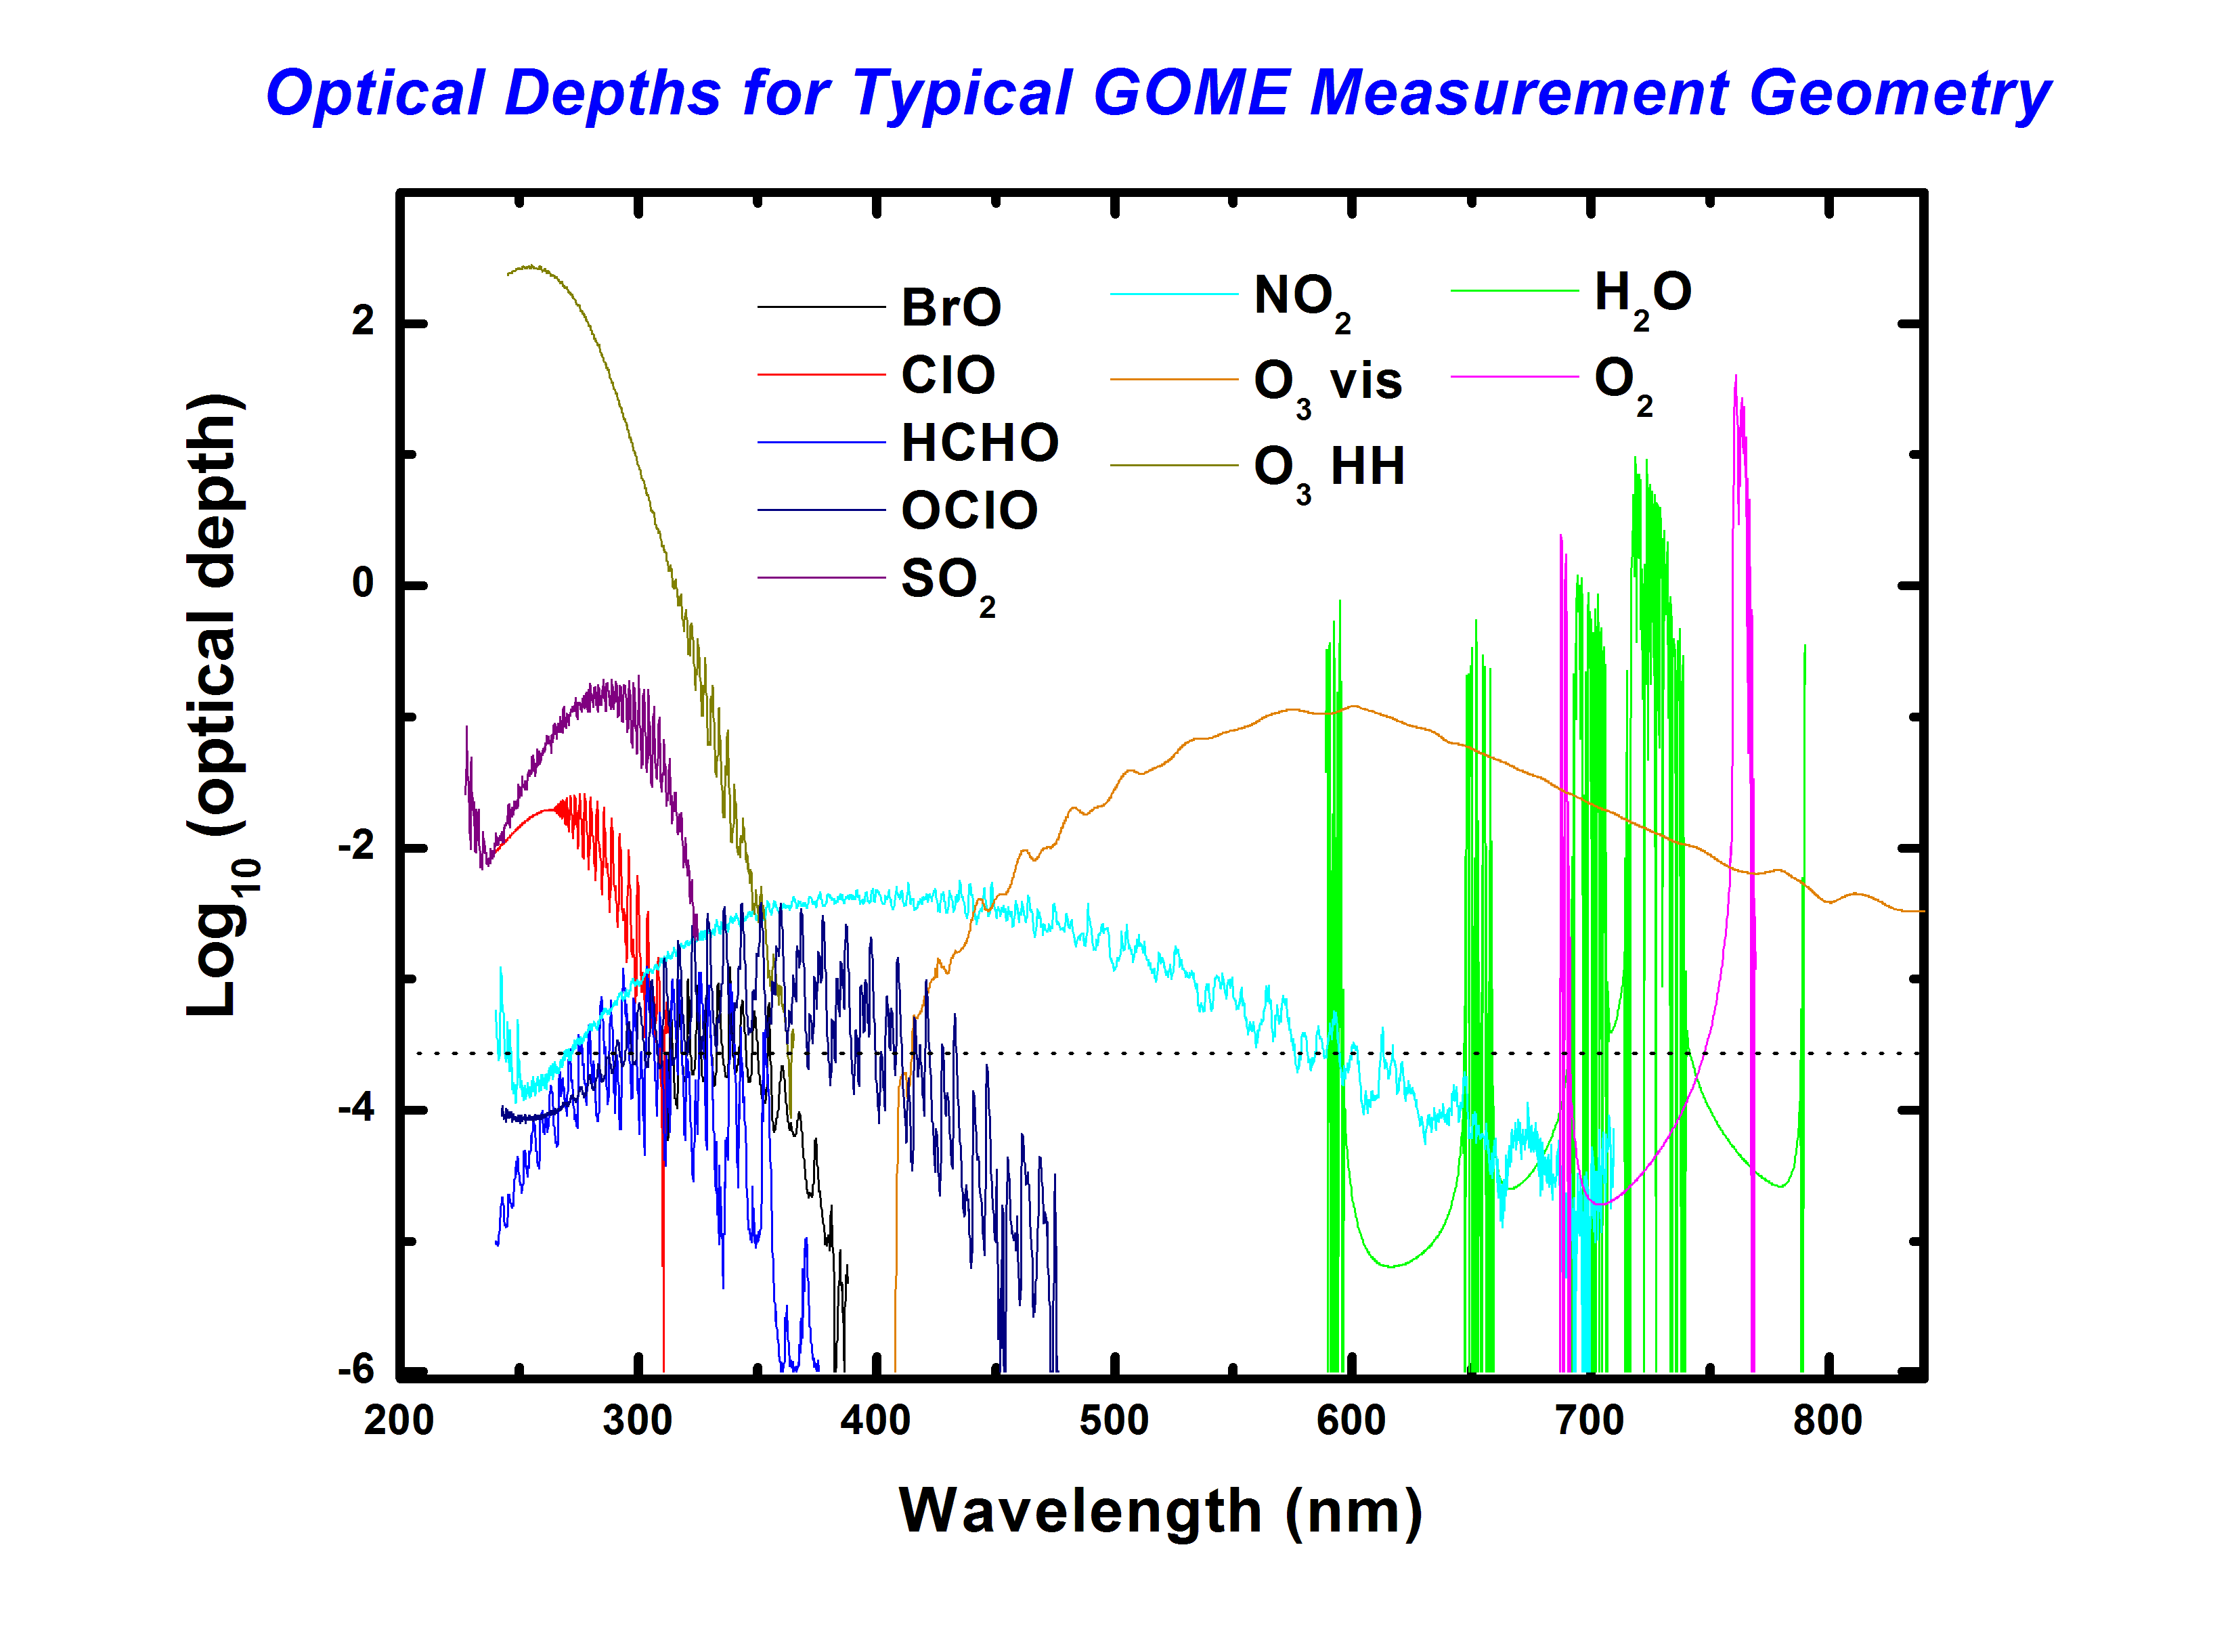 Optical Depths for Typical GOME Measurement Geometry
BrO
ClO
HCHO
OClO
SO₂
NO₂
O₃ vis
O₃ HH
H₂O
O₂
Log₁₀ (optical depth)
2
0
-2
-4
-6
200 300 400 500 600 700 800
Wavelength (nm)